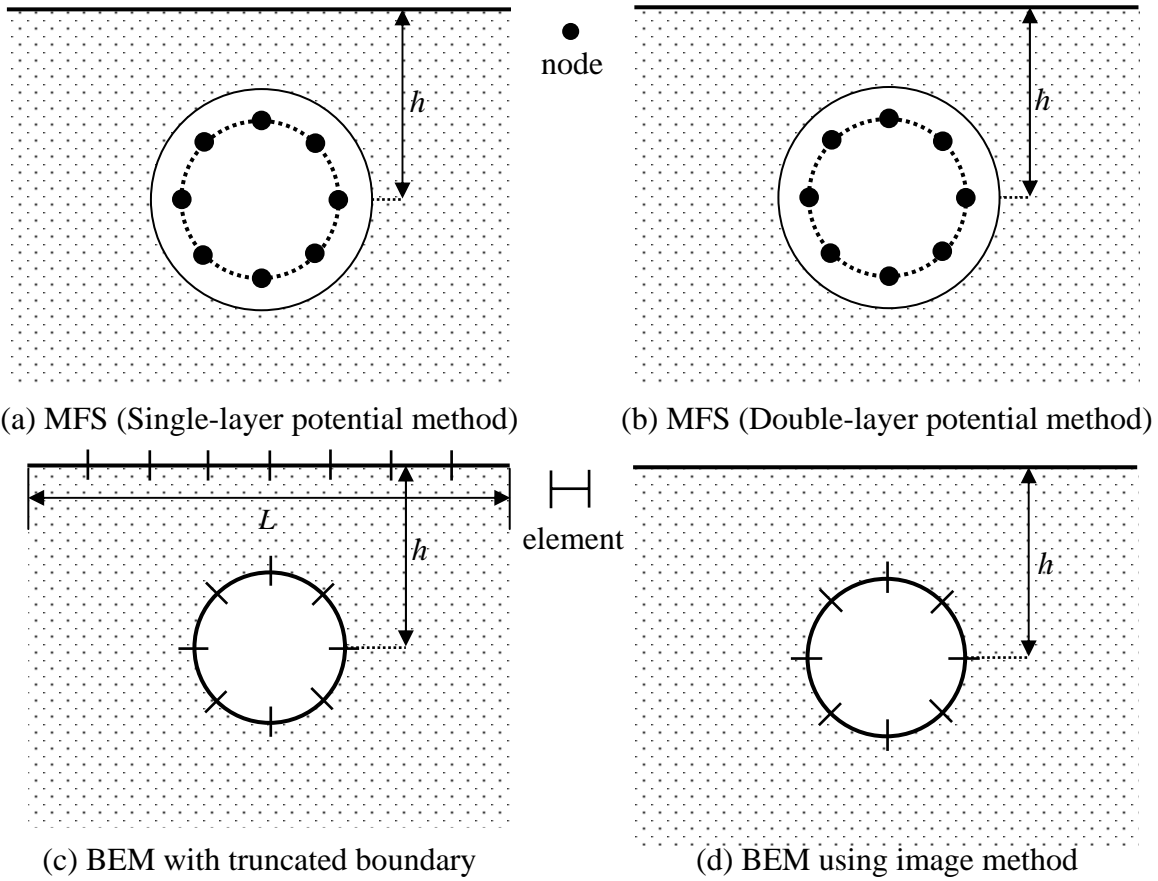 h
node
h
(a) MFS (Single-layer potential method)
(b) MFS (Double-layer potential method)
L
h
element
h
(c) BEM with truncated boundary
(d) BEM using image method